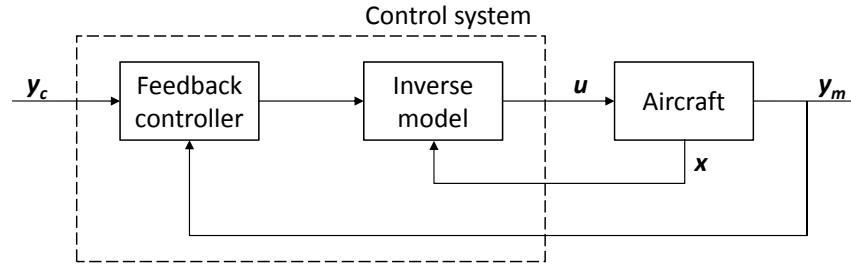 Control system
y_c
Feedback
controller
Inverse
model
u
Aircraft
y_m
x